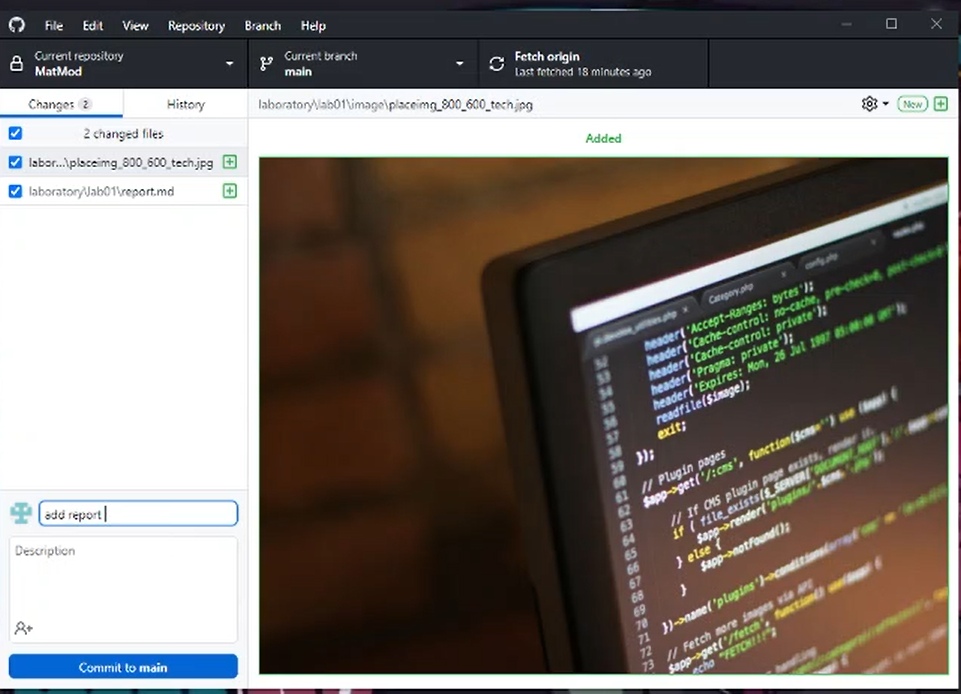 File Edit View Repository Branch Help
Current repository
MatMod
Current branch
main
Fetch origin
Last fetched 18 minutes ago
Changes 2 History
2 changed files
labor...\placeimg_800_600_tech.jpg
laboratory\lab01\report.md
laboratory\lab01\image\placeimg_800_600_tech.jpg
New
Added
Category.php
config.php
header('Accept-Ranges: bytes');
52 header('Cache-control: no-cache, pre-check=0, post-check=0
53 header('Cache-control: private');
54 header('Pragma: private');
55 header('Expires: Mon, 26 Jul 1997 05:00:00 GMT');
56 readfile($image);
57 exit;
58 });
59
60 // Plugin pages
61 $app->get('/:cms', function($cms='') use ($app) {
62 // If CMS plugin page exists, render it.
63 if ( file_exists($_SERVER['DOCUMENT_ROOT']
64 $app->render('plugins/'.$cms.'.php');
65 } else {
66 $app->notFound();
67 }
68
69 })->name('plugins')->conditions(array(
70
71 // Fetch more images via API
72 $app->get('/fetch', function() use($app) {
73 echo "FETCH!!!";
add report
Description
Commit to main